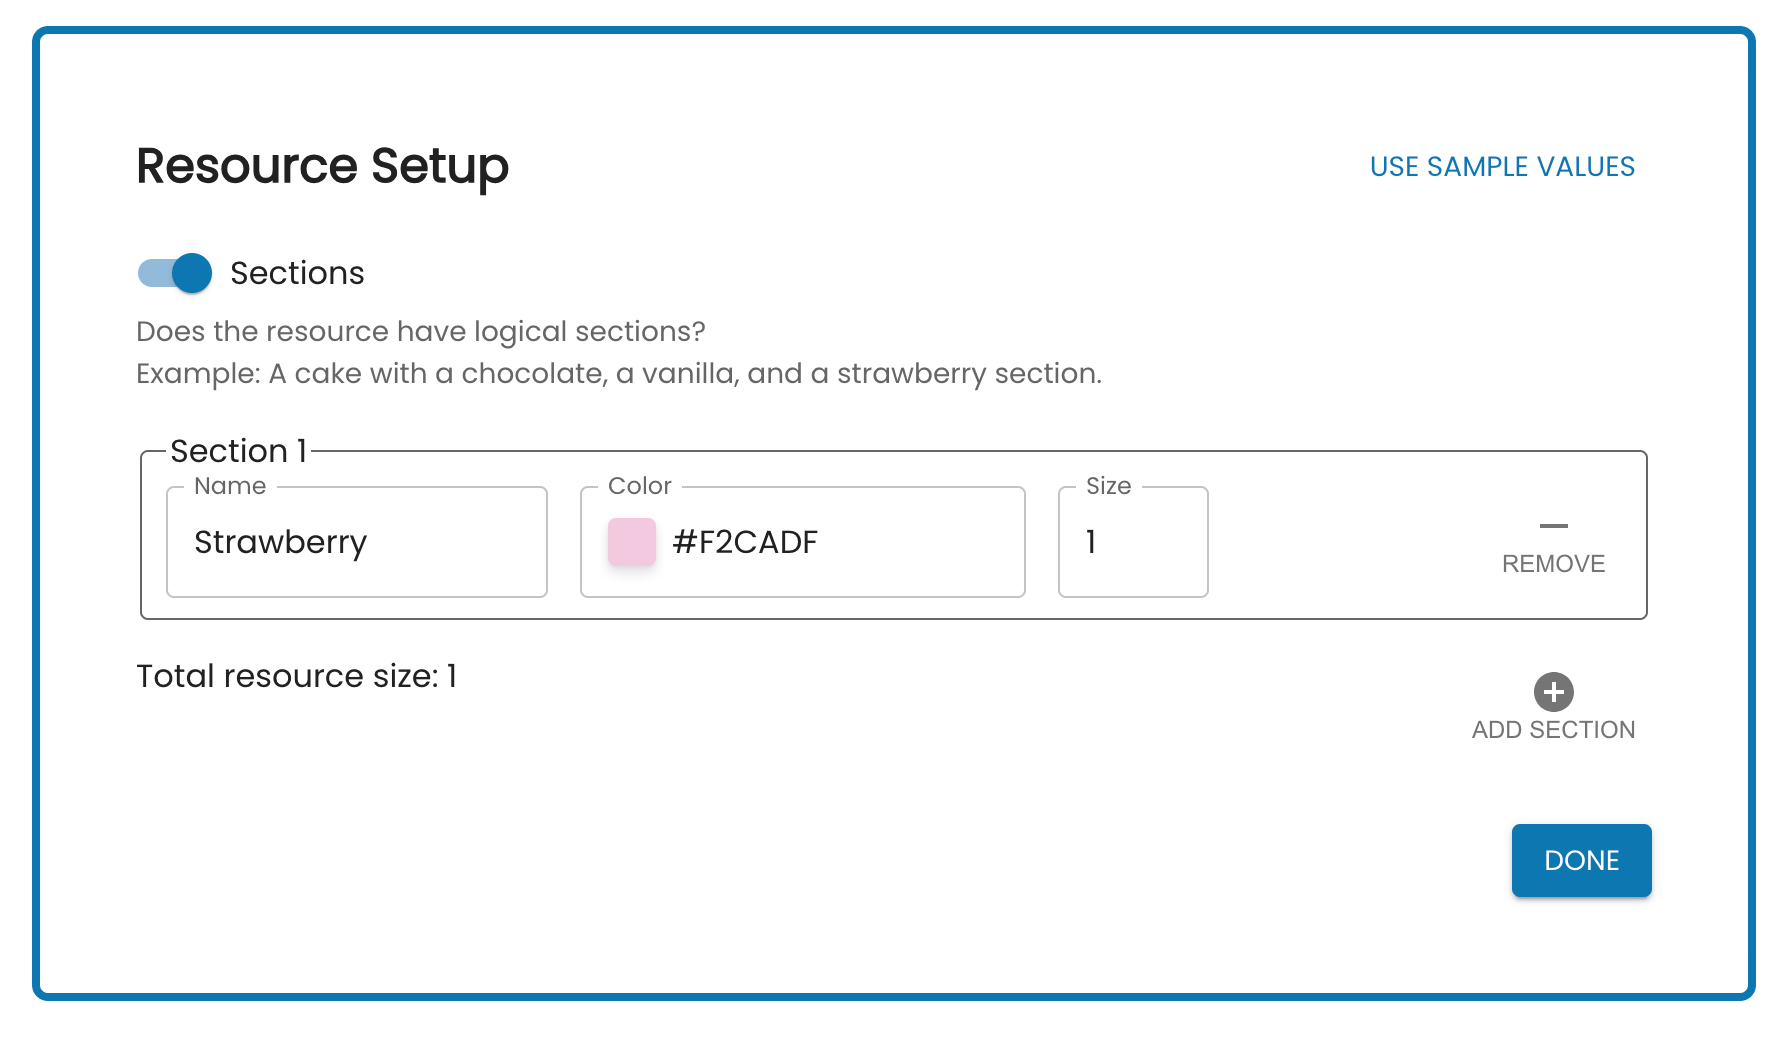 Resource Setup
USE SAMPLE VALUES
Sections
Does the resource have logical sections?
Example: A cake with a chocolate, a vanilla, and a strawberry section.
Section 1
Name
Color
Size
Strawberry
#F2CADF
1
REMOVE
Total resource size: 1
ADD SECTION
DONE